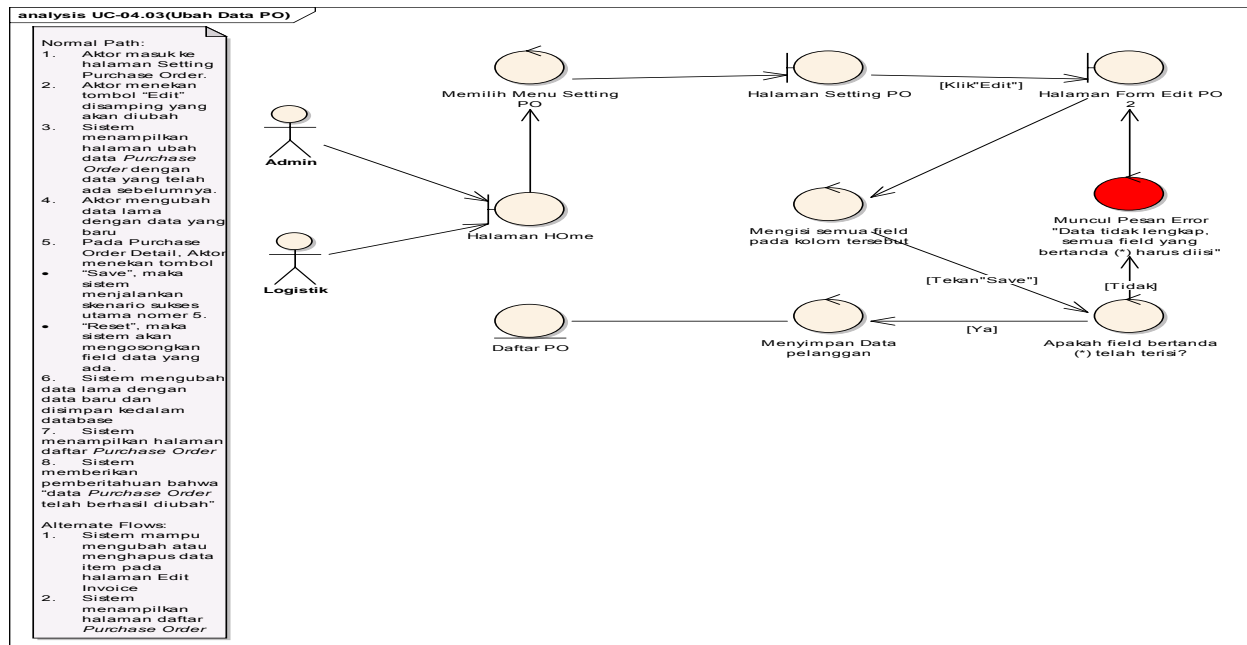 analysis UC-04.03(Ubah Data PO)
Normal Path:
1. Aktor masuk ke
halaman Setting
Purchase Order.
2. Aktor menekan
tombol “Edit”
disamping yang
akan diubah
3. Sistem
menampilkan
halaman ubah
data Purchase
Order dengan
data yang telah
ada sebelumnya.
4. Aktor mengubah
data lama
dengan data yang
baru
5. Pada Purchase
Order Detail, Aktor
menekan tombol
• “Save”, maka
sistem
menjalankan
skenario sukses
utama nomer 5.
• “Reset”, maka
sistem akan
mengosongkan
field data yang
ada.
6. Sistem mengubah
data lama dengan
data baru dan
disimpan kedalam
database
7. Sistem
menampilkan halaman
daftar Purchase Order
8. Sistem
memberikan
pemberitahuan bahwa
“data Purchase Order
telah berhasil diubah”
Alternate Flows:
1. Sistem mampu
mengubah atau
menghapus data
item pada
halaman Edit
Invoice
2. Sistem
menampilkan
halaman daftar
Purchase Order
Admin
Logistik
Halaman HOme
Memilih Menu Setting
PO
Halaman Setting PO
[Klik"Edit"]
Halaman Form Edit PO
2
Mengisi semua field
pada kolom tersebut
Muncul Pesan Error
"Data tidak lengkap,
semua field yang
bertanda (*) harus diisi"
[Tekan"Save"]
[Tidak]
Daftar PO
Menyimpan Data
pelanggan
[Ya]
Apakah field bertanda
(*) telah terisi?